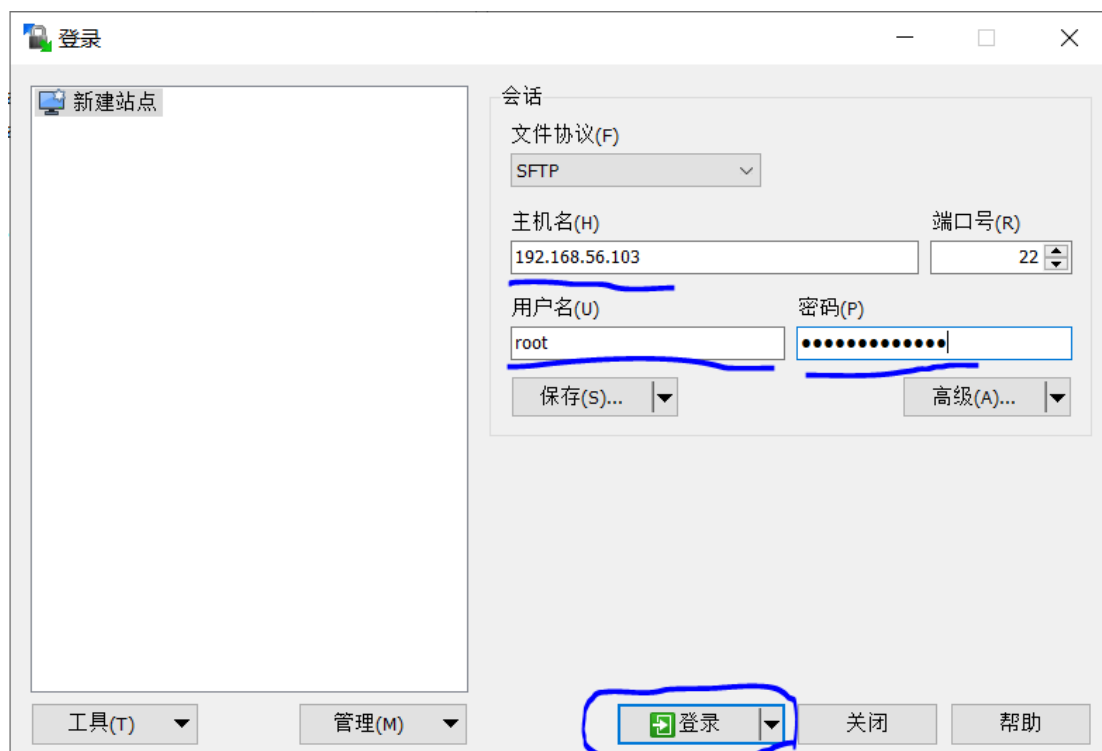 登录
新建站点
会话
文件协议(F)
SFTP
主机名(H) 端口号(R)
192.168.56.103 22
用户名(U) 密码(P)
root ●●●●●●●●●●●●●
保存(S)... 高级(A)...
工具(T) 管理(M) 登录 关闭 帮助